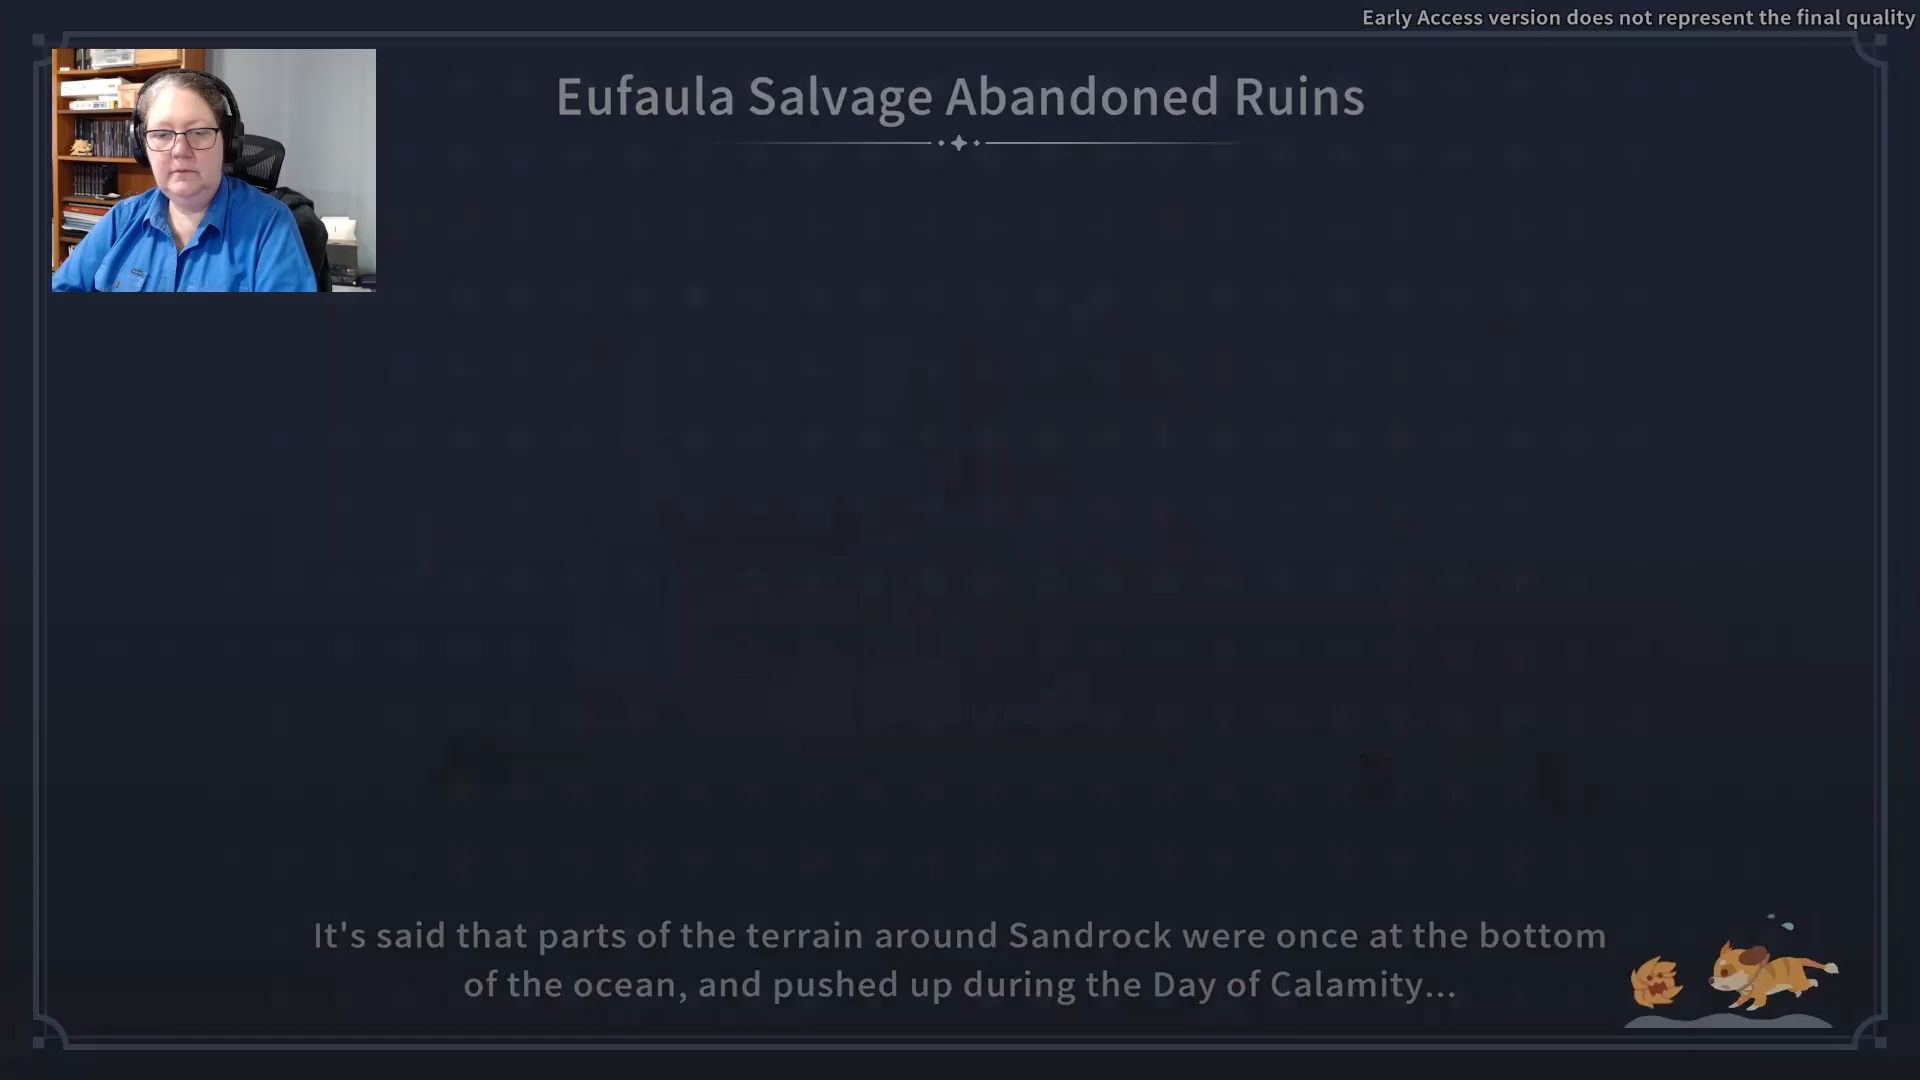 Early Access version does not represent the final quality
Eufaula Salvage Abandoned Ruins
It's said that parts of the terrain around Sandrock were once at the bottom
of the ocean, and pushed up during the Day of Calamity...